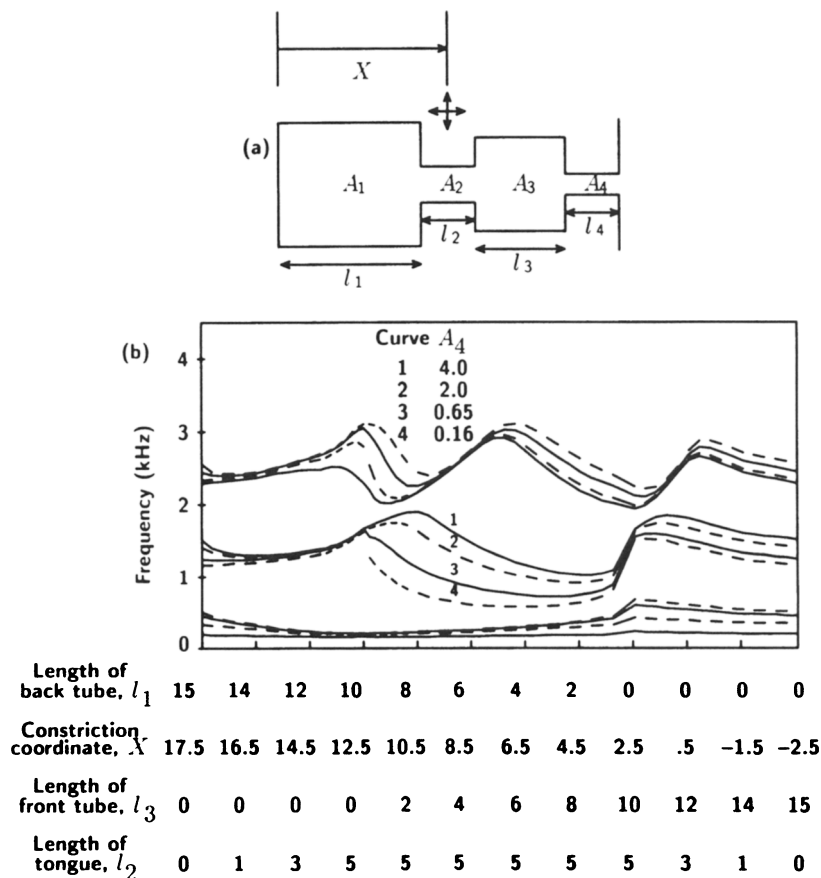 X
(a)
A1 A2 A3 A4
l2 l4
l1 l3
(b)
Curve A4
1 4.0
2 2.0
3 0.65
4 0.16
Frequency (kHz)
4
3
2
1
0
1
2
3
4
Length of
back tube, l1 15 14 12 10 8 6 4 2 0 0 0 0
Constriction
coordinate, X 17.5 16.5 14.5 12.5 10.5 8.5 6.5 4.5 2.5 .5 −1.5 −2.5
Length of
front tube, l3 0 0 0 0 2 4 6 8 10 12 14 15
Length of
tongue, l2 0 1 3 5 5 5 5 5 5 3 1 0